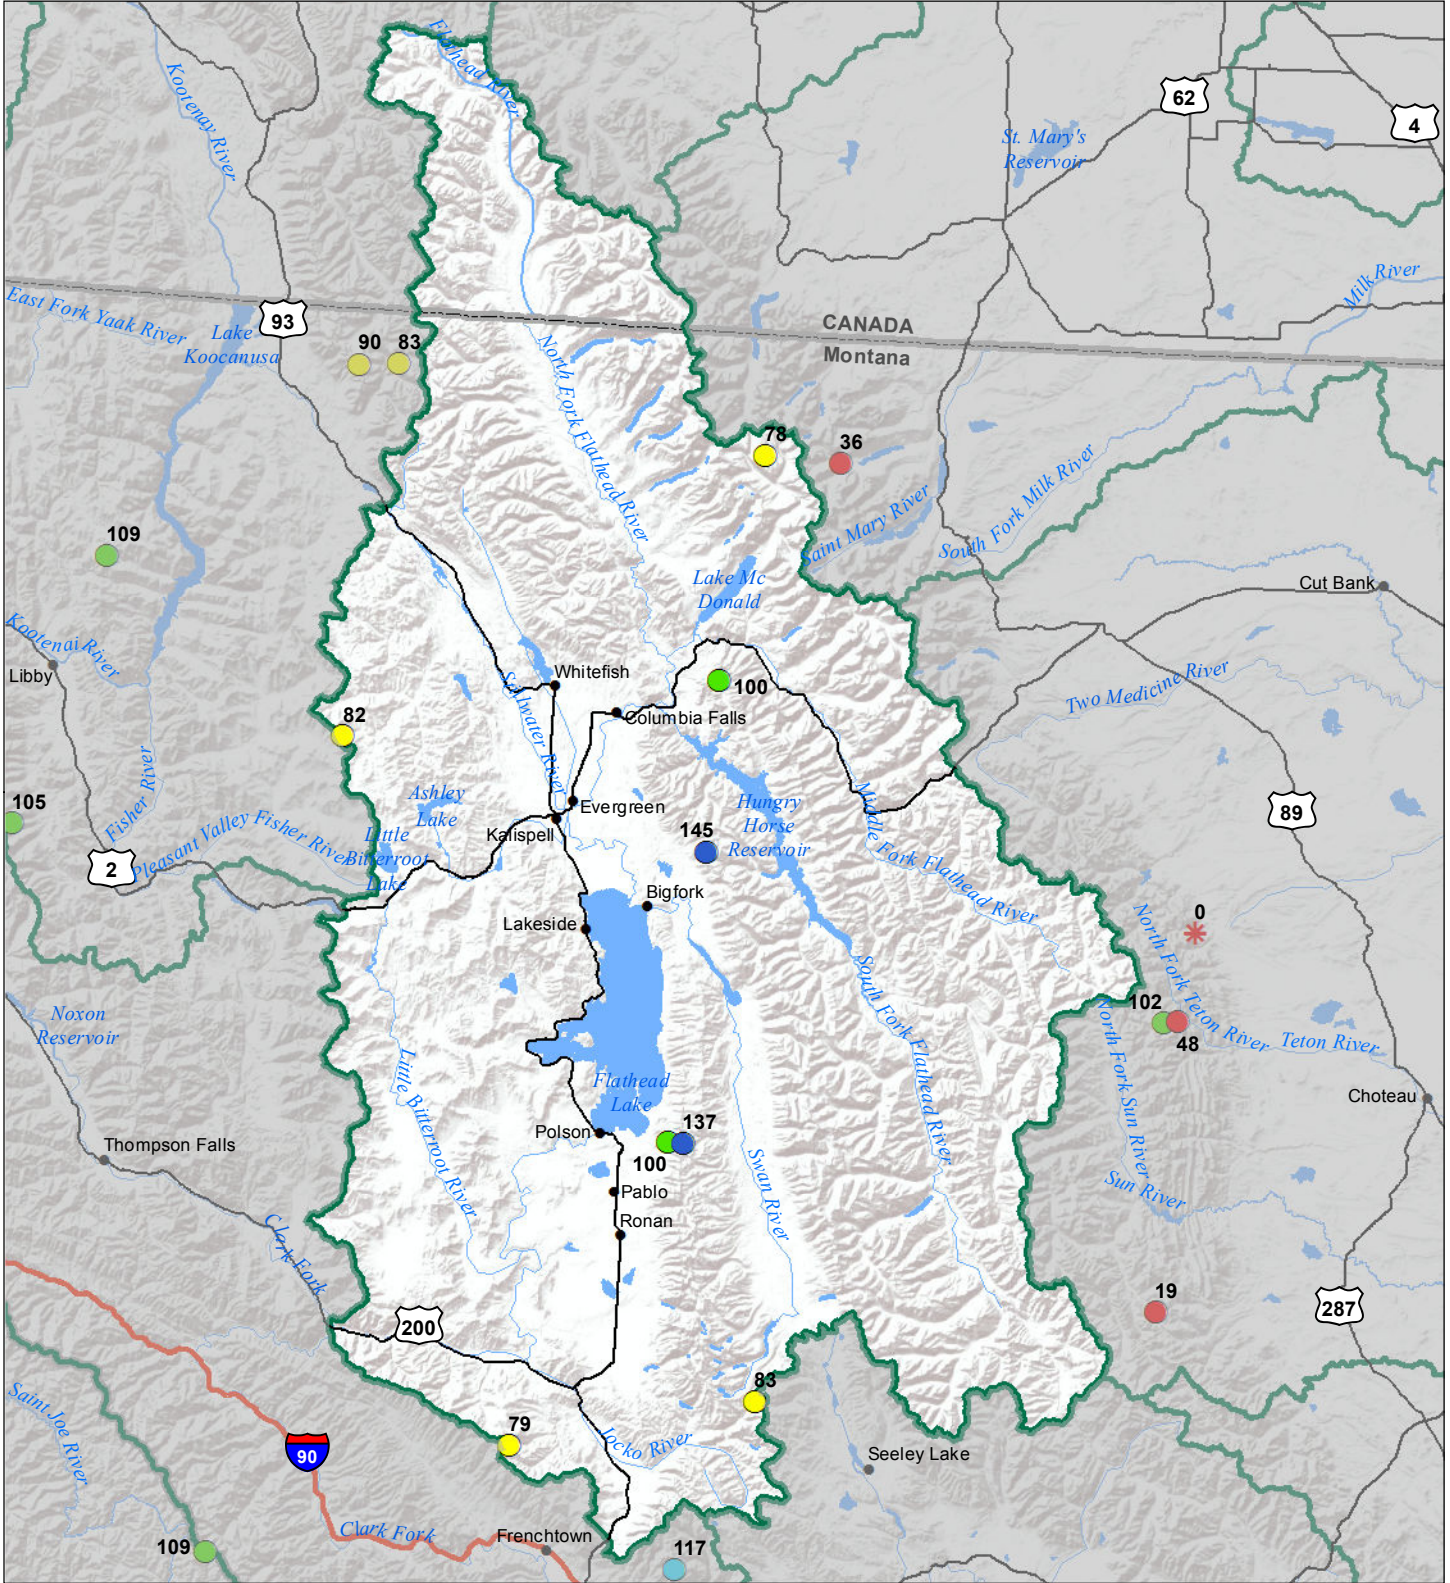 Flathead River
Kootenay River
62
4
St. Mary's
Reservoir
Milk River
East Fork Yaak River
Lake
Koocanusa
93
CANADA
Montana
90
83
North Fork Flathead River
78
36
South Fork Milk River
Saint Mary River
109
Lake Mc
Donald
Cut Bank
Kootenai River
Libby
Whitefish
100
Two Medicine River
Stillwater River
Columbia Falls
82
Fisher River
Ashley
Lake
Evergreen
Hungry
Horse
Reservoir
Middle Fork Flathead River
89
105
Kalispell
145
2
Pleasant Valley Fisher River
Little
Bitterroot
Lake
Bigfork
Lakeside
0
North Fork Teton River
South Fork Flathead River
102
48
Teton River
North Fork Sun River
Noxon
Reservoir
Little Bitterroot River
Flathead
Lake
Choteau
Polson
137
100
Thompson Falls
Swan River
Pablo
Sun River
Ronan
Clark Fork
19
287
200
83
Saint Joe River
79
Jocko River
90
Seeley Lake
Clark Fork
Frenchtown
109
117